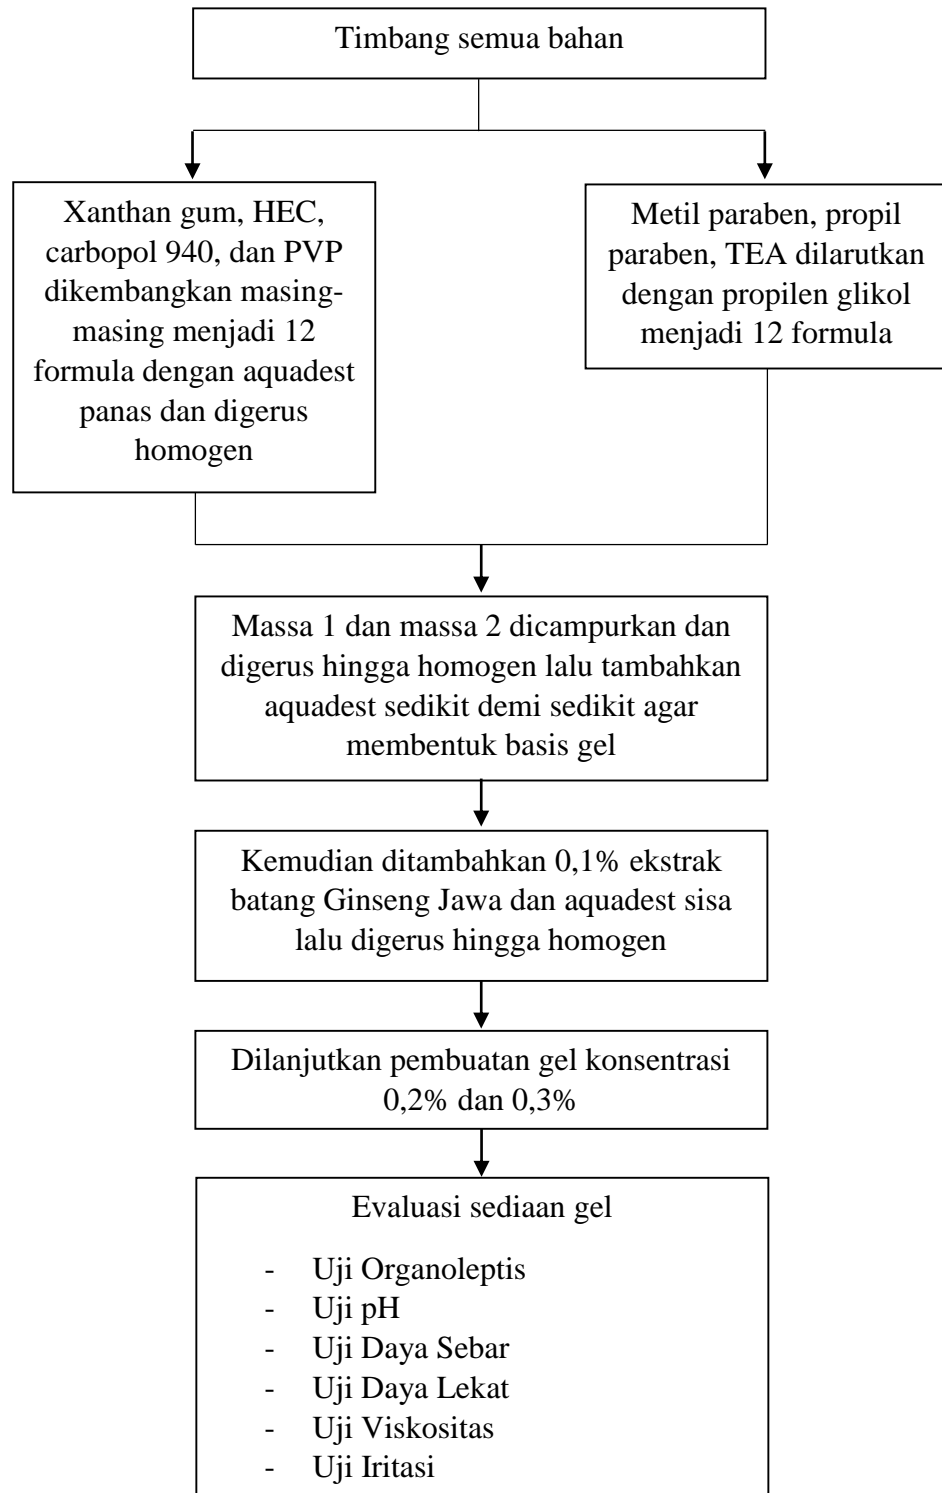 Timbang semua bahan
Xanthan gum, HEC,
carbopol 940, dan PVP
dikembangkan masing-
masing menjadi 12
formula dengan aquadest
panas dan digerus
homogen
Metil paraben, propil
paraben, TEA dilarutkan
dengan propilen glikol
menjadi 12 formula
Massa 1 dan massa 2 dicampurkan dan
digerus hingga homogen lalu tambahkan
aquadest sedikit demi sedikit agar
membentuk basis gel
Kemudian ditambahkan 0,1% ekstrak
batang Ginseng Jawa dan aquadest sisa
lalu digerus hingga homogen
Dilanjutkan pembuatan gel konsentrasi
0,2% dan 0,3%
Evaluasi sediaan gel
- Uji Organoleptis
- Uji pH
- Uji Daya Sebar
- Uji Daya Lekat
- Uji Viskositas
- Uji Iritasi